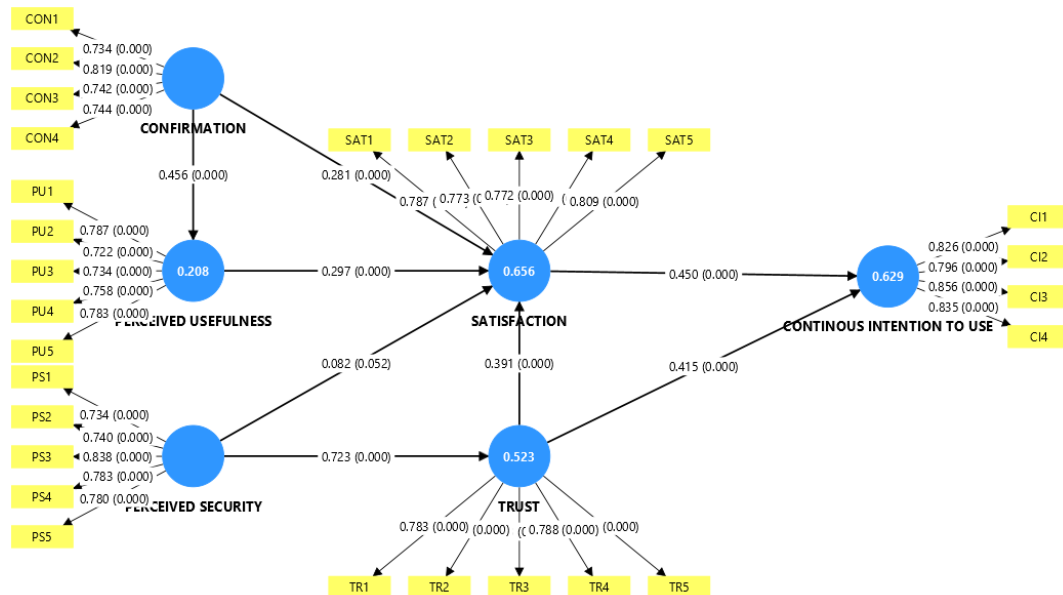 CON1
0.734 (0.000)
CON2
0.819 (0.000)
CON3
0.742 (0.000)
CON4
0.744 (0.000)
CONFIRMATION
0.456 (0.000)
0.281 (0.000)
SAT1
SAT2
SAT3
SAT4
SAT5
0.787 (
0.773 (
0.772 (0.000)
0.809 (0.000)
PU1
PU2
PU3
PU4
PU5
0.787 (0.000)
0.722 (0.000)
0.734 (0.000)
0.758 (0.000)
0.783 (0.000)
0.208
PERCEIVED USEFULNESS
0.297 (0.000)
0.656
SATISFACTION
0.450 (0.000)
0.629
CONTINOUS INTENTION TO USE
0.826 (0.000)
0.796 (0.000)
0.856 (0.000)
0.835 (0.000)
CI1
CI2
CI3
CI4
0.082 (0.052)
0.391 (0.000)
0.415 (0.000)
PS1
PS2
PS3
PS4
PS5
0.734 (0.000)
0.740 (0.000)
0.838 (0.000)
0.783 (0.000)
0.780 (0.000)
PERCEIVED SECURITY
0.723 (0.000)
0.523
TRUST
0.783 (0.000)
(0.000)
0.788 (0.000)
(0.000)
TR1
TR2
TR3
TR4
TR5